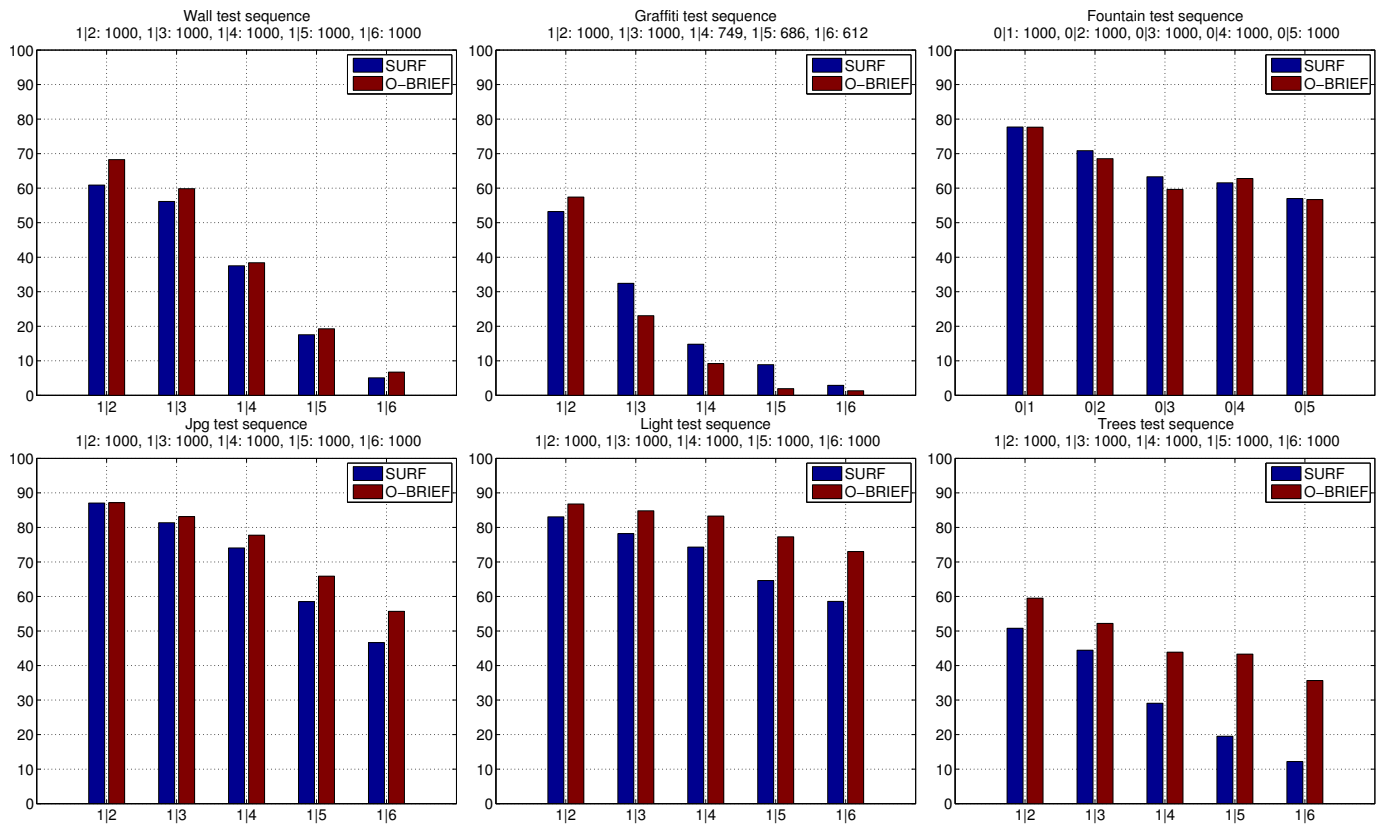 Wall test sequence
1|2: 1000, 1|3: 1000, 1|4: 1000, 1|5: 1000, 1|6: 1000
100
90
80
70
60
50
40
30
20
10
0
SURF
O-BRIEF
1|2 1|3 1|4 1|5 1|6
Graffiti test sequence
1|2: 1000, 1|3: 1000, 1|4: 749, 1|5: 686, 1|6: 612
100
90
80
70
60
50
40
30
20
10
0
SURF
O-BRIEF
1|2 1|3 1|4 1|5 1|6
Fountain test sequence
0|1: 1000, 0|2: 1000, 0|3: 1000, 0|4: 1000, 0|5: 1000
100
90
80
70
60
50
40
30
20
10
0
SURF
O-BRIEF
0|1 0|2 0|3 0|4 0|5
Jpg test sequence
1|2: 1000, 1|3: 1000, 1|4: 1000, 1|5: 1000, 1|6: 1000
100
90
80
70
60
50
40
30
20
10
0
SURF
O-BRIEF
1|2 1|3 1|4 1|5 1|6
Light test sequence
1|2: 1000, 1|3: 1000, 1|4: 1000, 1|5: 1000, 1|6: 1000
100
90
80
70
60
50
40
30
20
10
0
SURF
O-BRIEF
1|2 1|3 1|4 1|5 1|6
Trees test sequence
1|2: 1000, 1|3: 1000, 1|4: 1000, 1|5: 1000, 1|6: 1000
100
90
80
70
60
50
40
30
20
10
0
SURF
O-BRIEF
1|2 1|3 1|4 1|5 1|6